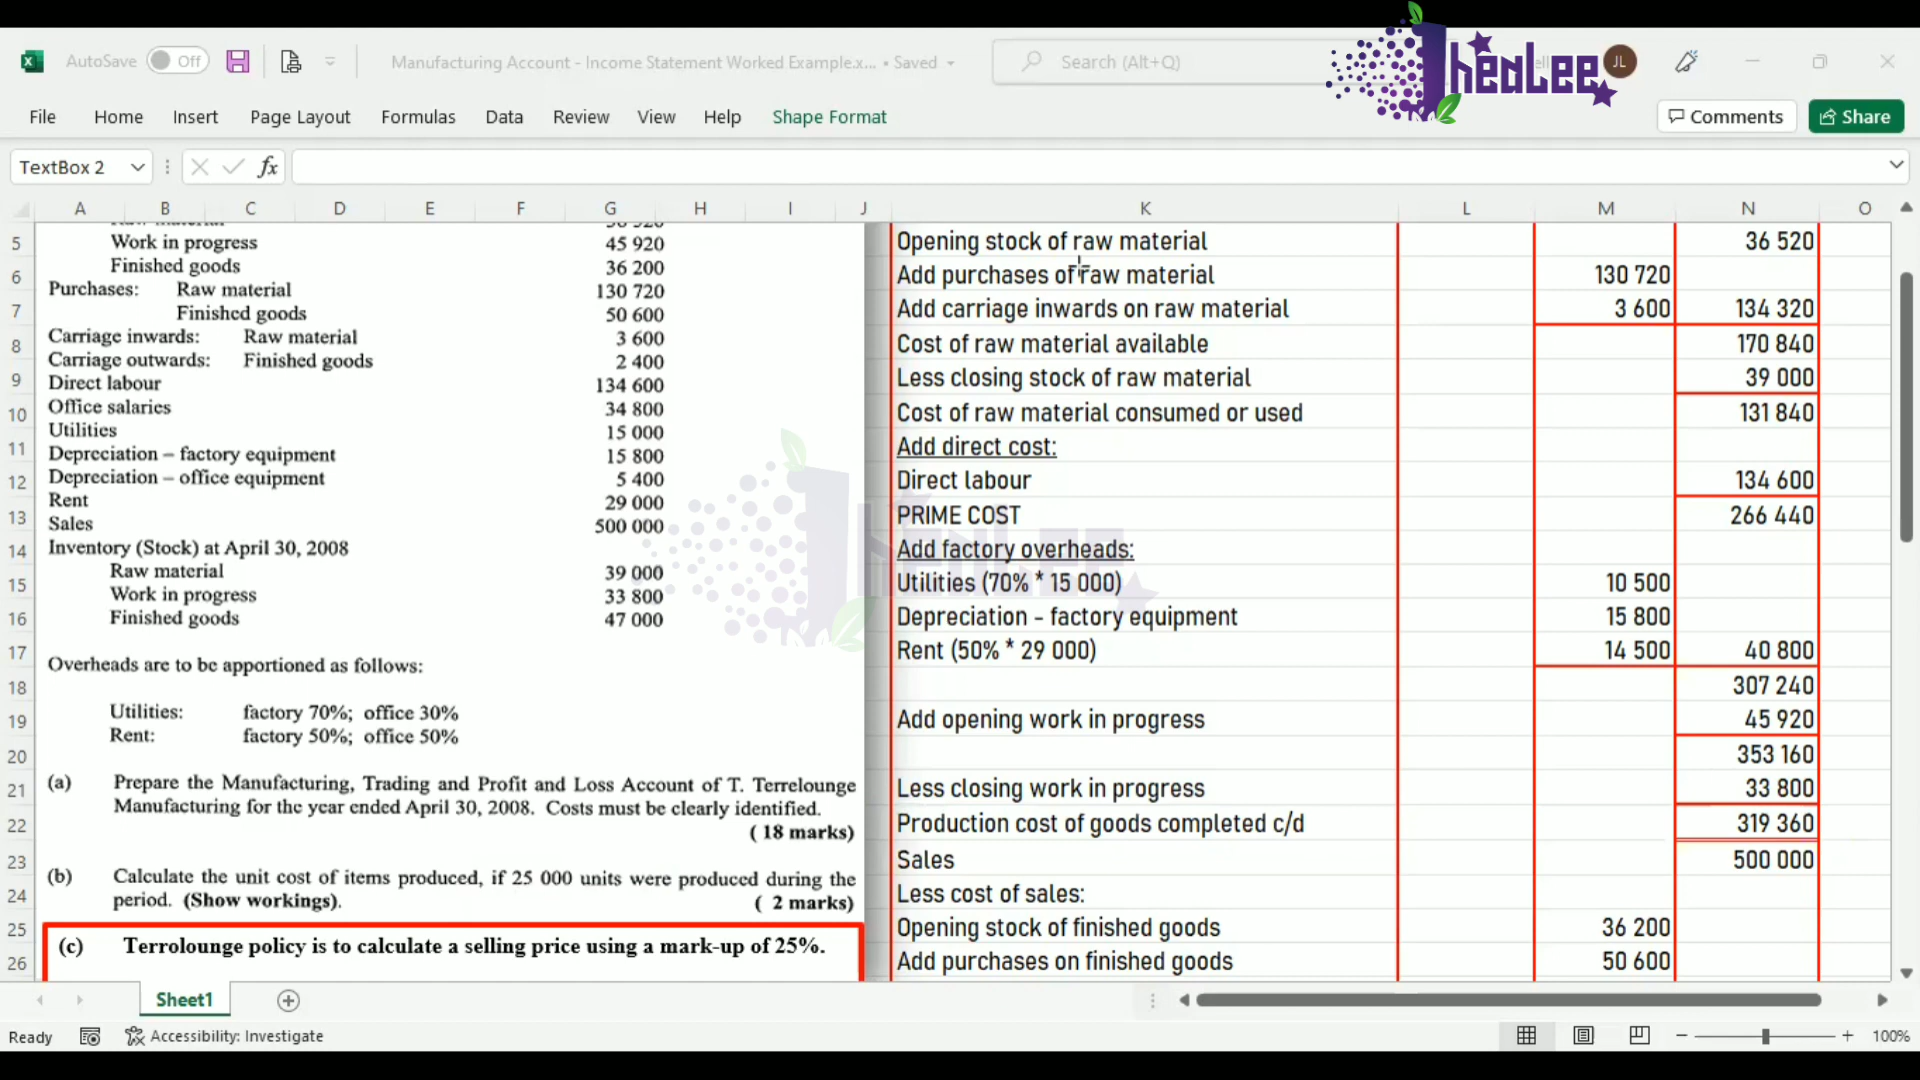 AutoSave Off Manufacturing Account - Income Statement Worked Example.x... • Saved Search (Alt+Q) JL
1henLee
File Home Insert Page Layout Formulas Data Review View Help Shape Format Comments Share
TextBox 2 fx
A B C D E F G H I J K L M N O
5
6
7
8
9
10
11
12
13
14
15
16
17
18
19
20
21
22
23
24
25
26
Work in progress 45 920
Finished goods 36 200
Purchases: Raw material 130 720
Finished goods 50 600
Carriage inwards: Raw material 3 600
Carriage outwards: Finished goods 2 400
Direct labour 134 600
Office salaries 34 800
Utilities 15 000
Depreciation – factory equipment 15 800
Depreciation – office equipment 5 400
Rent 29 000
Sales 500 000
Inventory (Stock) at April 30, 2008
Raw material 39 000
Work in progress 33 800
Finished goods 47 000
Overheads are to be apportioned as follows:
Utilities: factory 70%; office 30%
Rent: factory 50%; office 50%
(a) Prepare the Manufacturing, Trading and Profit and Loss Account of T. Terrelounge
Manufacturing for the year ended April 30, 2008. Costs must be clearly identified.
( 18 marks)
(b) Calculate the unit cost of items produced, if 25 000 units were produced during the
period. (Show workings). ( 2 marks)
(c) Terrolounge policy is to calculate a selling price using a mark-up of 25%.
Opening stock of raw material 36 520
Add purchases of raw material 130 720
Add carriage inwards on raw material 3 600 134 320
Cost of raw material available 170 840
Less closing stock of raw material 39 000
Cost of raw material consumed or used 131 840
Add direct cost:
Direct labour 134 600
PRIME COST 266 440
Add factory overheads:
Utilities (70% * 15 000) 10 500
Depreciation - factory equipment 15 800
Rent (50% * 29 000) 14 500 40 800
307 240
Add opening work in progress 45 920
353 160
Less closing work in progress 33 800
Production cost of goods completed c/d 319 360
Sales 500 000
Less cost of sales:
Opening stock of finished goods 36 200
Add purchases on finished goods 50 600
1henLee
Sheet1
Ready Accessibility: Investigate 100%